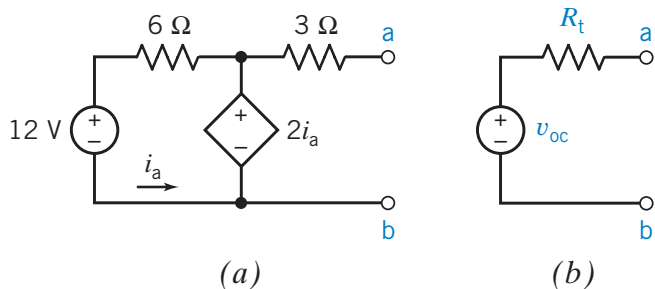 6 Ω 3 Ω a R_t a
12 V + − + − 2i_a + − v_oc
i_a
b b
(a) (b)